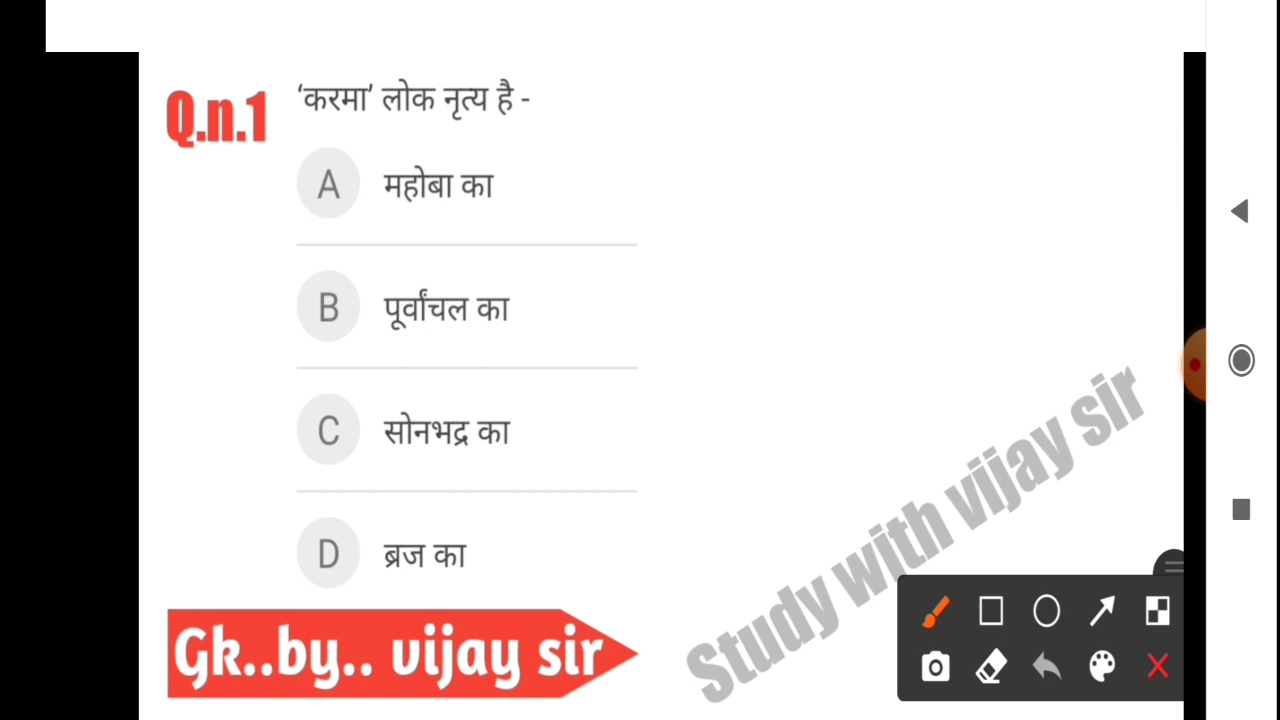 Q.n.1
‘करमा’ लोक नृत्य है -
A महोबा का
B पूर्वांचल का
C सोनभद्र का
D ब्रज का
Gk..by.. vijay sir
Study with vijay sir